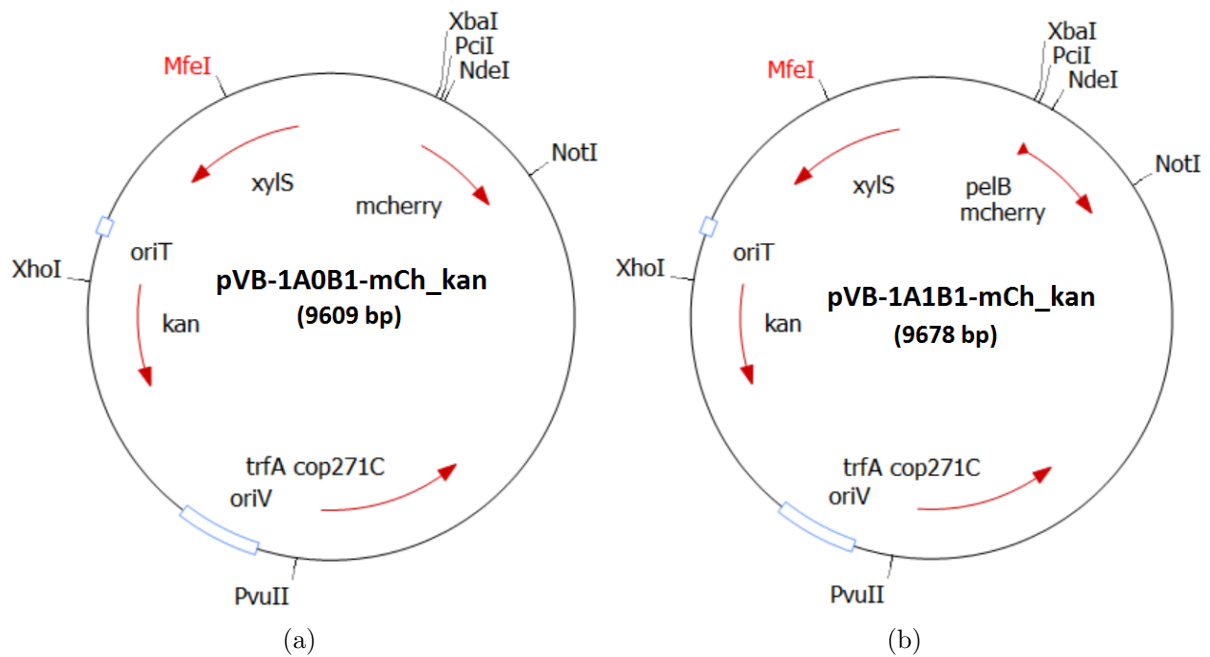 XbaI
PciI
NdeI
MfeI
NotI
xylS
mcherry
oriT
XhoI
pVB-1A0B1-mCh_kan
(9609 bp)
kan
trfA cop271C
oriV
PvuII
(a)
XbaI
PciI
NdeI
MfeI
NotI
xylS
pelB
mcherry
oriT
XhoI
pVB-1A1B1-mCh_kan
(9678 bp)
kan
trfA cop271C
oriV
PvuII
(b)